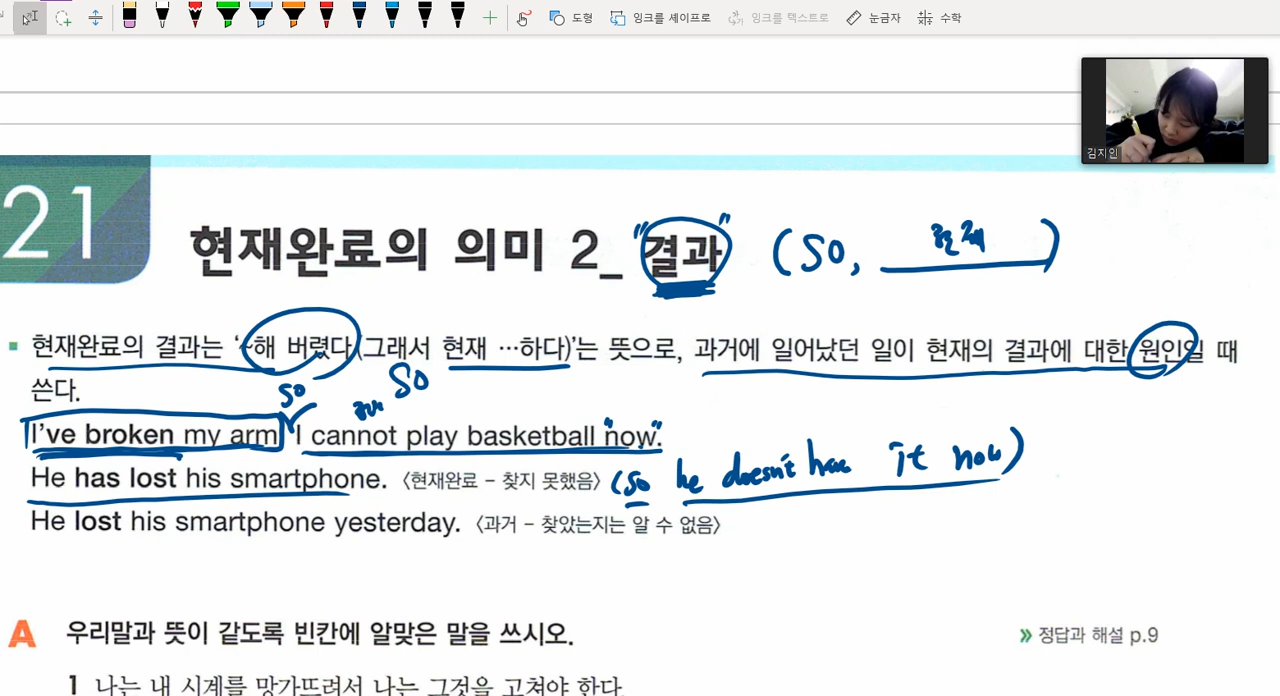 도형 잉크를 셰이프로 잉크를 텍스트로 눈금자 수학
김지인
21
현재완료의 의미 2_ "결과" (SO, 현재)
현재완료의 결과는 '~해 버렸다(그래서 현재 …하다)'는 뜻으로, 과거에 일어났던 일이 현재의 결과에 대한 원인일 때
쓴다.
so
SO
I've broken my arm I cannot play basketball "now".
He has lost his smartphone. 〈현재완료 - 찾지 못했음〉 (so he doesn't have it now)
He lost his smartphone yesterday. 〈과거 - 찾았는지는 알 수 없음〉
A 우리말과 뜻이 같도록 빈칸에 알맞은 말을 쓰시오.
정답과 해설 p.9
1 나는 내 시계를 망가뜨려서 나는 그것을 고쳐야 한다.